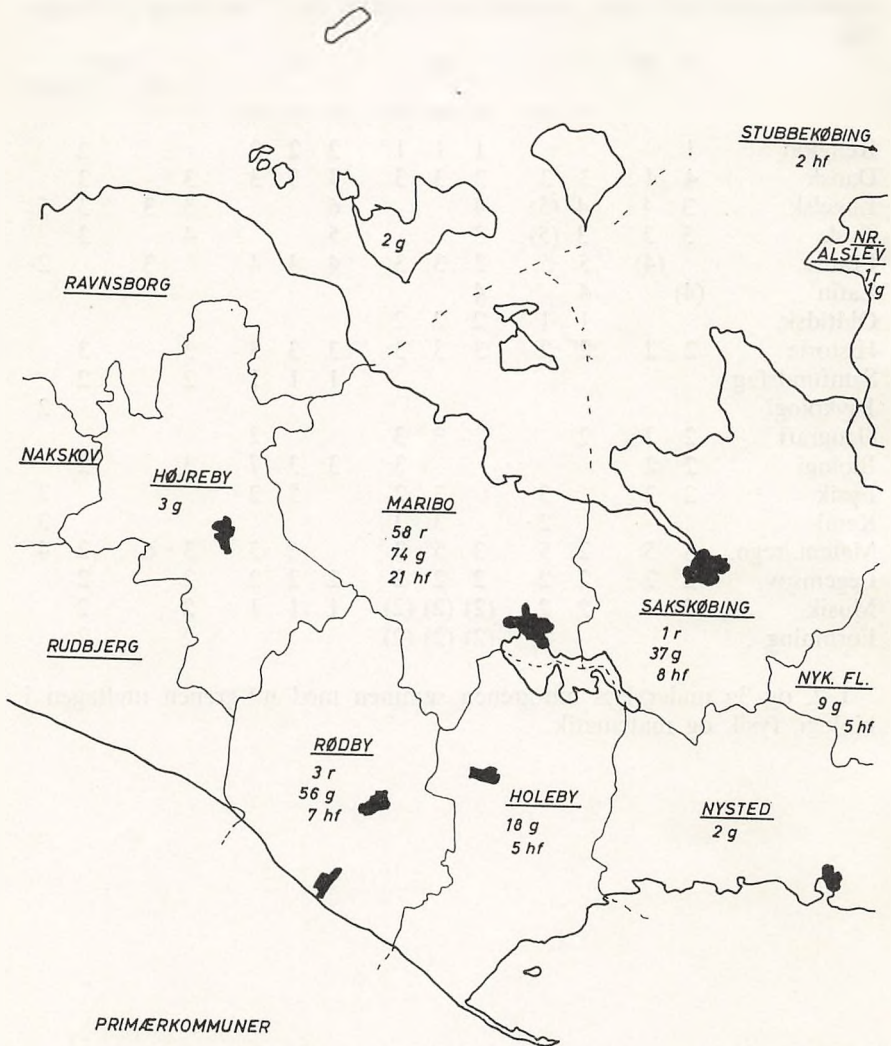 STUBBEKØBING
2 hf
NR.
ALSLEV
1 r
1 g
2 g
RAVNSBORG
NAKSKOV
HØJREBY
3 g
MARIBO
58 r
74 g
21 hf
SAKSKØBING
1 r
37 g
8 hf
RUDBJERG
NYK. FL.
9 g
5 hf
RØDBY
3 r
56 g
7 hf
HOLEBY
18 g
5 hf
NYSTED
2 g
PRIMÆRKOMMUNER